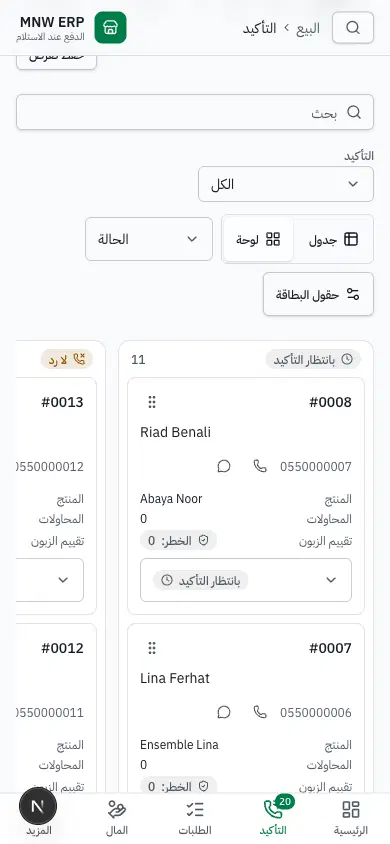 MNW ERP
الدفع عند الاستلام
البيع
التأكيد
بحث
التأكيد
الكل
جدول
لوحة
الحالة
حقول البطاقة
بانتظار التأكيد
11
#0008
Riad Benali
0550000007
المنتج
Abaya Noor
المحاولات
0
تقييم الزبون
الخطر: 0
بانتظار التأكيد
#0007
Lina Ferhat
0550000006
المنتج
Ensemble Lina
المحاولات
تقييم الزبون
الخطر: 0
لا رد
#0013
0550000012
المنتج
المحاولات
تقييم الزبون
#0012
0550000011
المنتج
المحاولات
الرئيسية
20
التأكيد
الطلبات
المال
المزيد
N